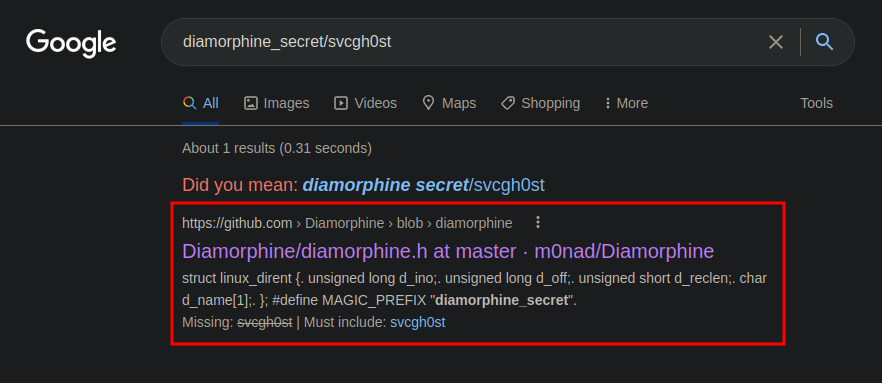 Google
diamorphine_secret/svcgh0st
All Images Videos Maps Shopping More Tools
About 1 results (0.31 seconds)
Did you mean: diamorphine secret/svcgh0st
https://github.com › Diamorphine › blob › diamorphine
Diamorphine/diamorphine.h at master · m0nad/Diamorphine
struct linux_dirent {. unsigned long d_ino;. unsigned long d_off;. unsigned short d_reclen;. char
d_name[1];. }; #define MAGIC_PREFIX "diamorphine_secret".
Missing: svcgh0st | Must include: svcgh0st